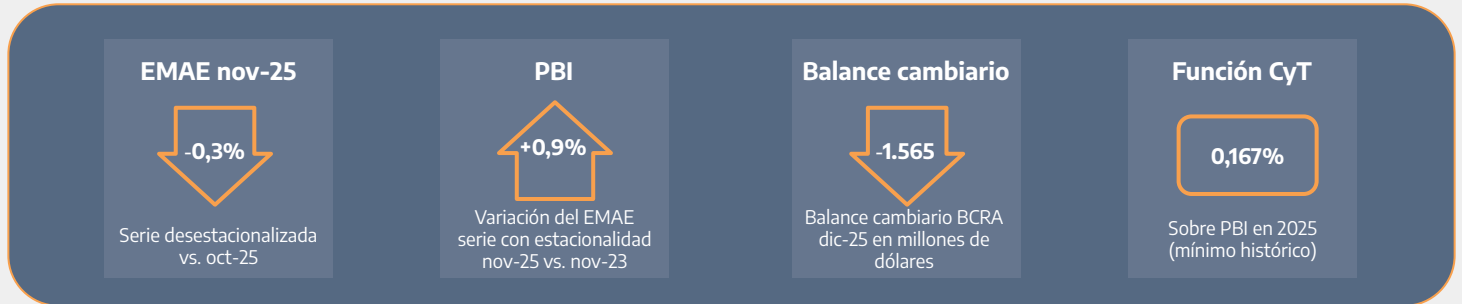 EMAE nov-25
-0,3%
Serie desestacionalizada
vs. oct-25
PBI
+0,9%
Variación del EMAE
serie con estacionalidad
nov-25 vs. nov-23
Balance cambiario
-1.565
Balance cambiario BCRA
dic-25 en millones de
dólares
Función CyT
0,167%
Sobre PBI en 2025
(mínimo histórico)